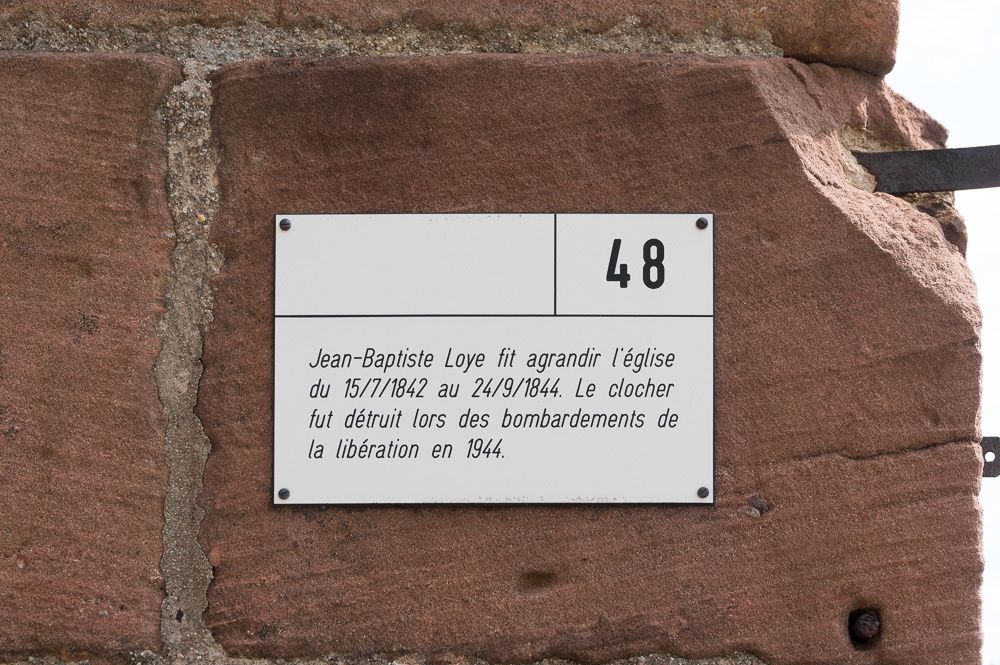 48
Jean-Baptiste Loye fit agrandir l'église
du 15/7/1842 au 24/9/1844. Le clocher
fut détruit lors des bombardements de
la libération en 1944.